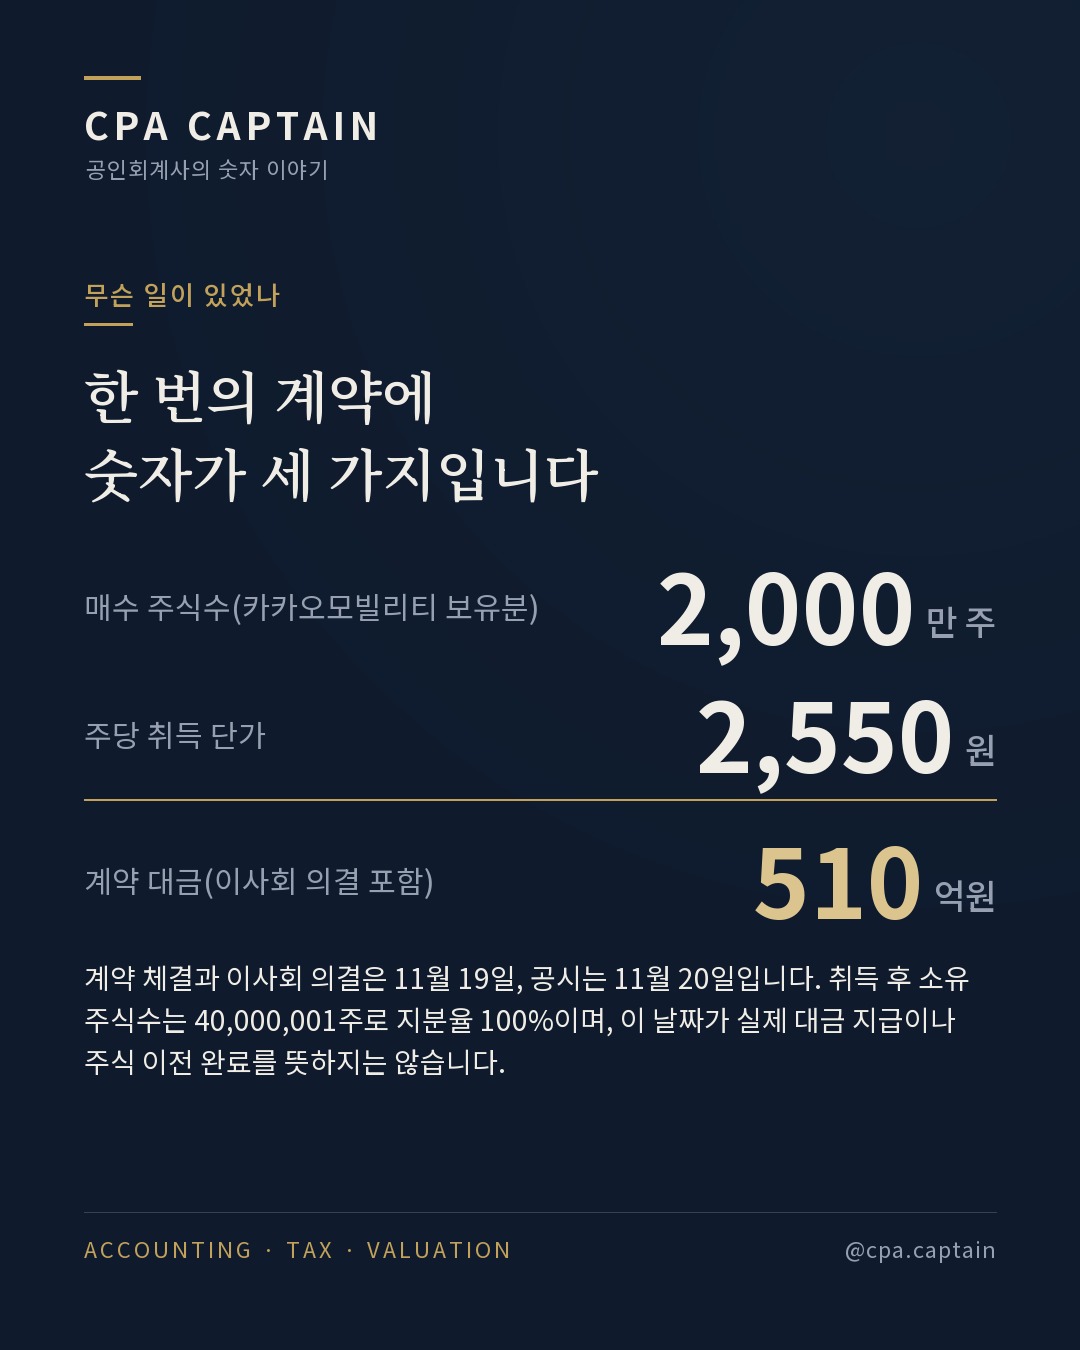 CPA CAPTAIN
공인회계사의 숫자 이야기
무슨 일이 있었나
한 번의 계약에
숫자가 세 가지입니다
매수 주식수(카카오모빌리티 보유분) 2,000 만 주
주당 취득 단가 2,550 원
계약 대금(이사회 의결 포함) 510 억원
계약 체결과 이사회 의결은 11월 19일, 공시는 11월 20일입니다. 취득 후 소유
주식수는 40,000,001주로 지분율 100%이며, 이 날짜가 실제 대금 지급이나
주식 이전 완료를 뜻하지는 않습니다.
ACCOUNTING · TAX · VALUATION @cpa.captain